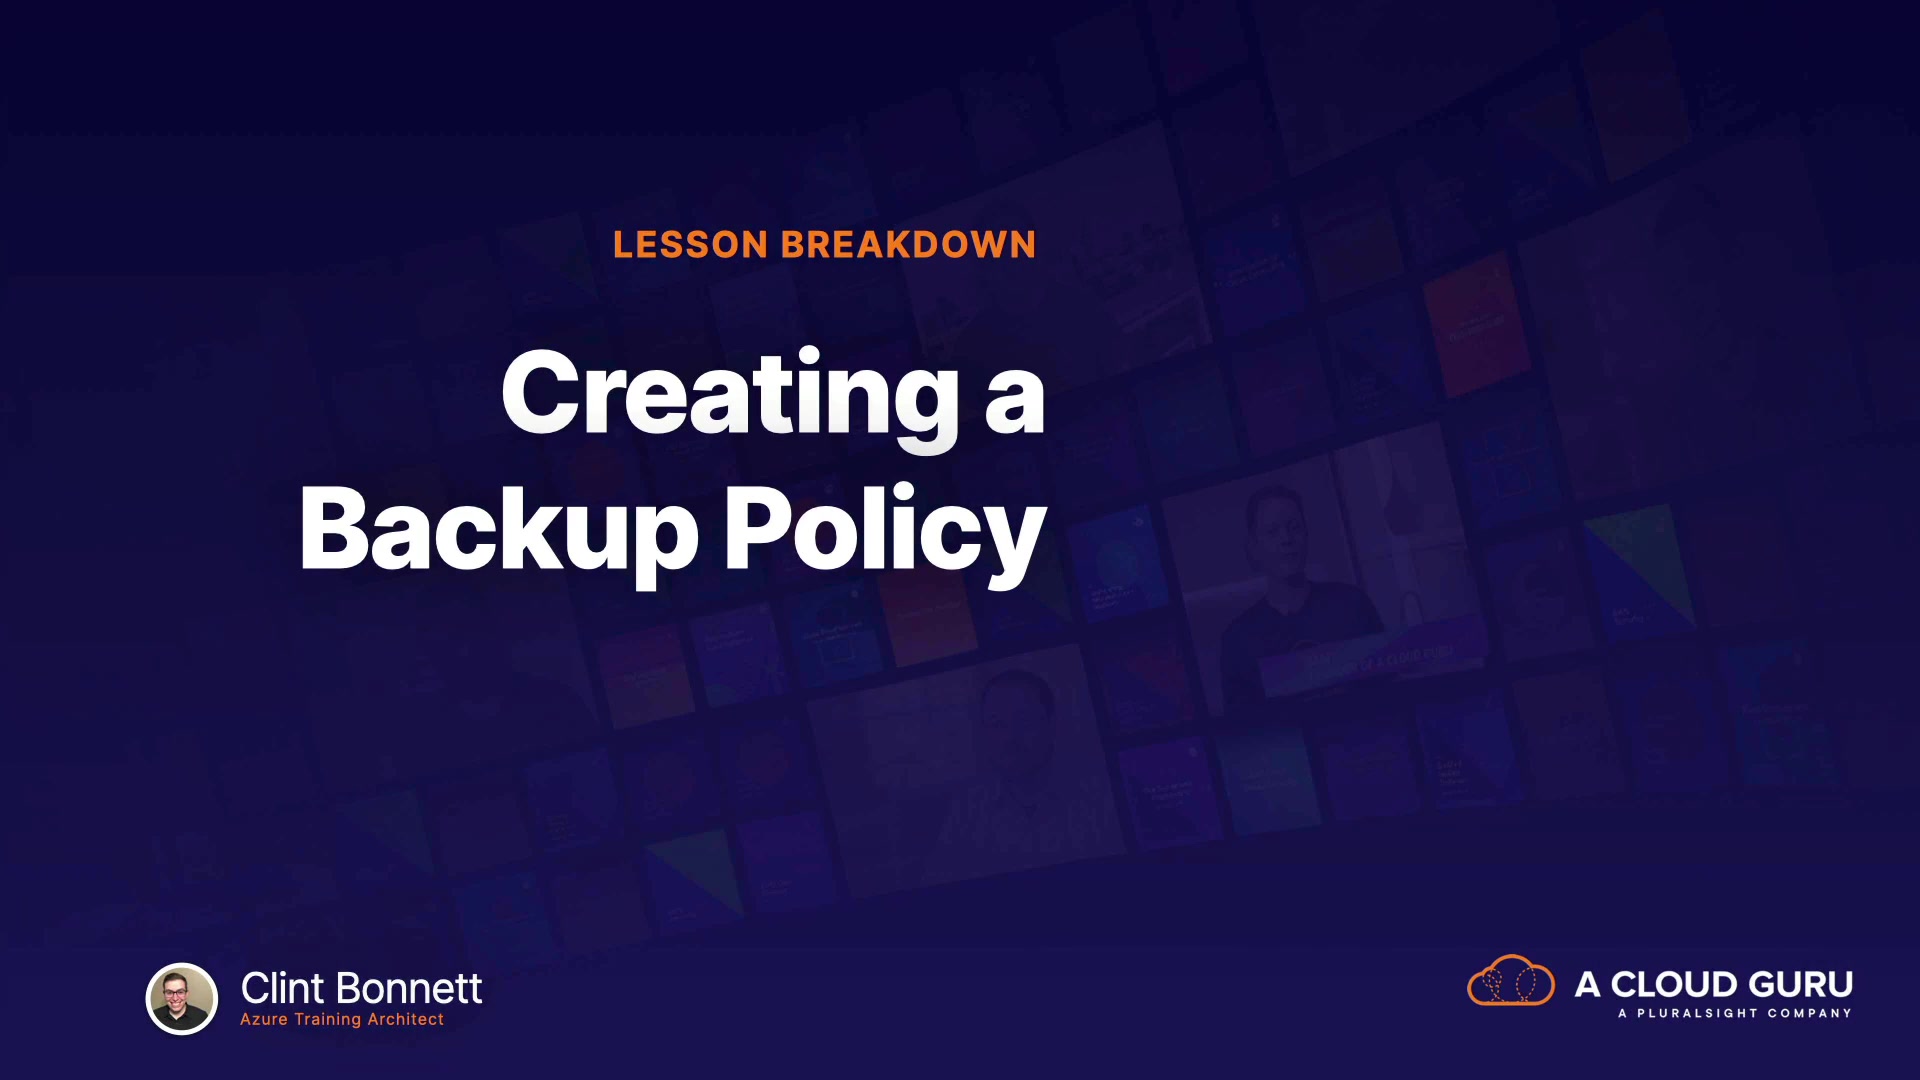 LESSON BREAKDOWN
Creating a
Backup Policy
Clint Bonnett
Azure Training Architect
A CLOUD GURU
A PLURALSIGHT COMPANY